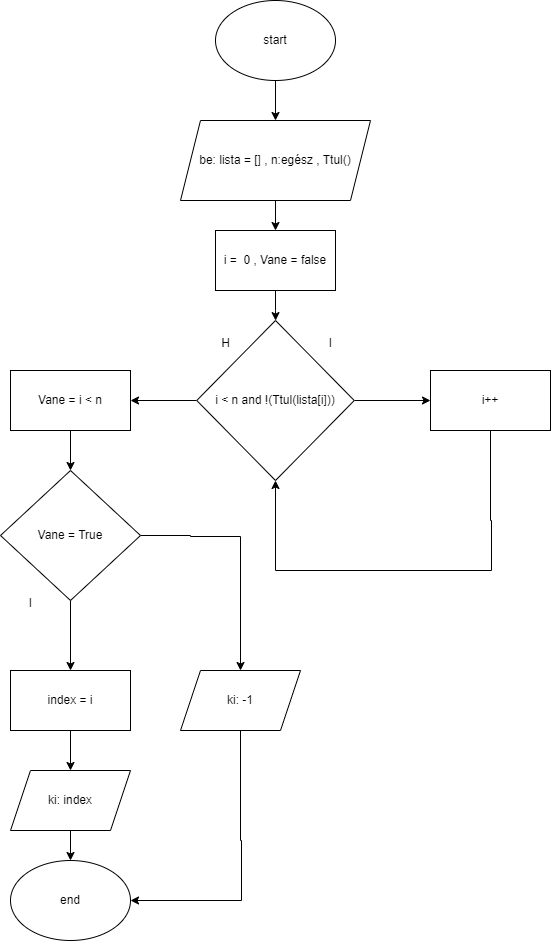 start
be: lista = [] , n:egész , Ttul()
i =  0 , Vane = false
H
I
i < n and !(Ttul(lista[i]))
Vane = i < n
i++
Vane = True
I
index = i
ki: -1
ki: index
end